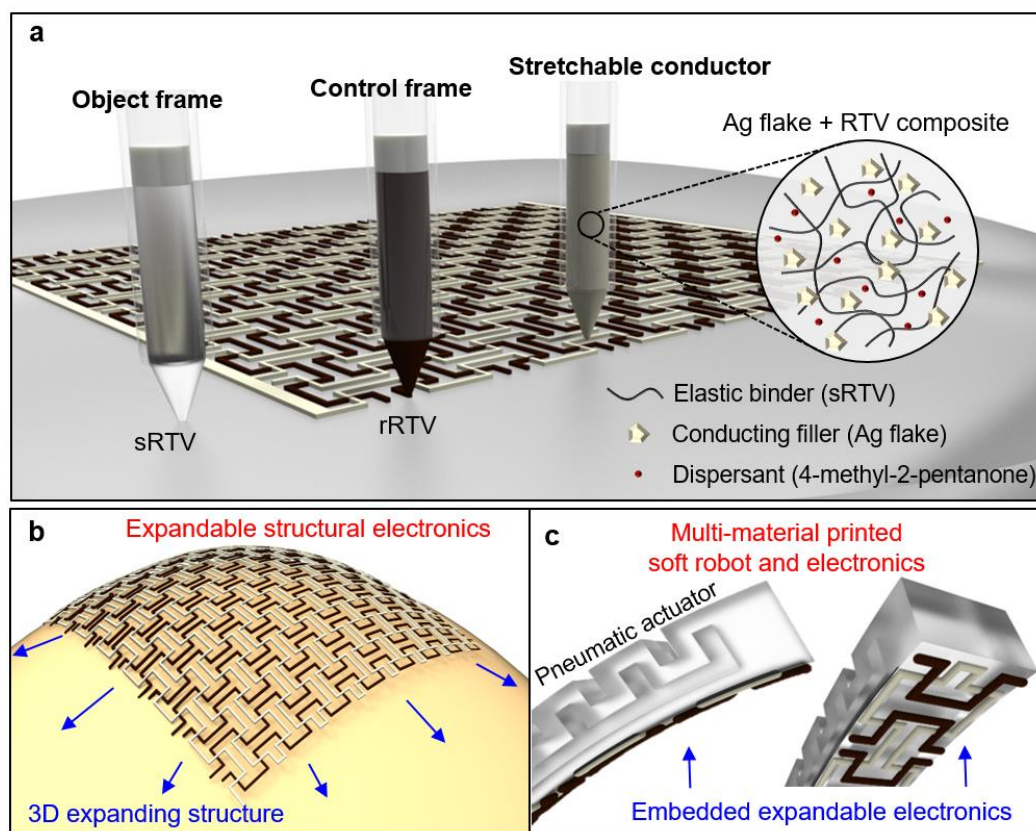 a
Object frame
Control frame
Stretchable conductor
Ag flake + RTV composite
sRTV
rRTV
Elastic binder (sRTV)
Conducting filler (Ag flake)
Dispersant (4-methyl-2-pentanone)
b
Expandable structural electronics
3D expanding structure
c
Multi-material printed
soft robot and electronics
Pneumatic actuator
Embedded expandable electronics